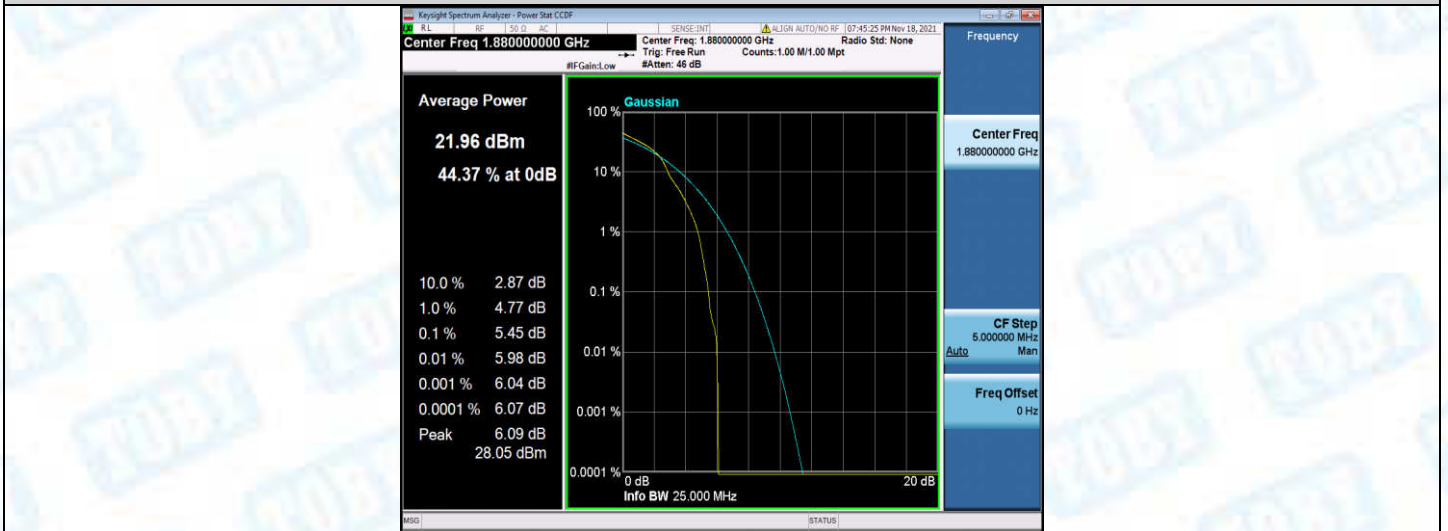 Keysight Spectrum Analyzer - Power Stat CCDF
RL RF 50 Ω AC SENSE:INT ALIGN AUTO/NO RF 07:45:25 PM Nov 18, 2021
Center Freq 1.880000000 GHz
Center Freq: 1.880000000 GHz Radio Std: None
Trig: Free Run Counts:1.00 M/1.00 Mpt
#IFGain:Low #Atten: 46 dB
Frequency
Average Power
21.96 dBm
44.37 % at 0dB
10.0 % 2.87 dB
1.0 % 4.77 dB
0.1 % 5.45 dB
0.01 % 5.98 dB
0.001 % 6.04 dB
0.0001 % 6.07 dB
Peak 6.09 dB
28.05 dBm
Gaussian
100 %
10 %
1 %
0.1 %
0.01 %
0.001 %
0.0001 %
0 dB 20 dB
Info BW 25.000 MHz
Center Freq
1.880000000 GHz
CF Step
5.000000 MHz
Auto Man
Freq Offset
0 Hz
MSG STATUS